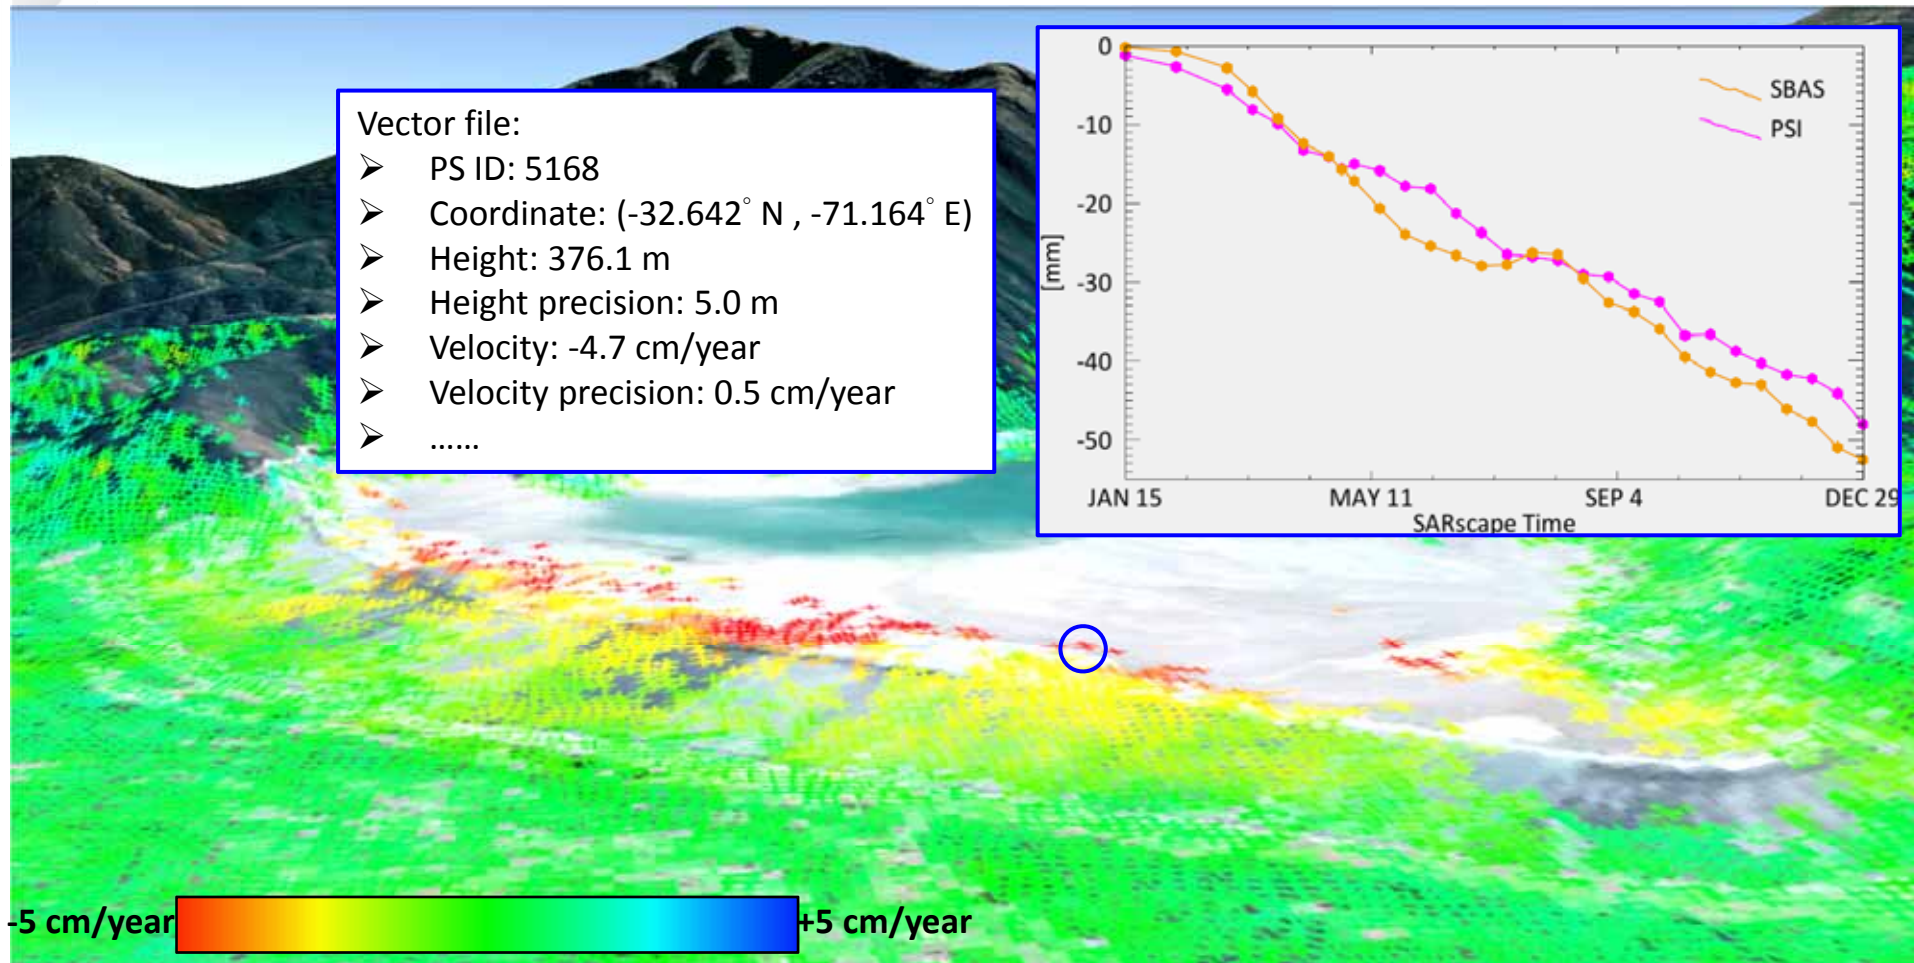 Vector file:
➢ PS ID: 5168
➢ Coordinate: (-32.642° N , -71.164° E)
➢ Height: 376.1 m
➢ Height precision: 5.0 m
➢ Velocity: -4.7 cm/year
➢ Velocity precision: 0.5 cm/year
➢ ......
0
-10
-20
-30
-40
-50
[mm]
SBAS
PSI
JAN 15 MAY 11 SEP 4 DEC 29
SARscape Time
-5 cm/year +5 cm/year